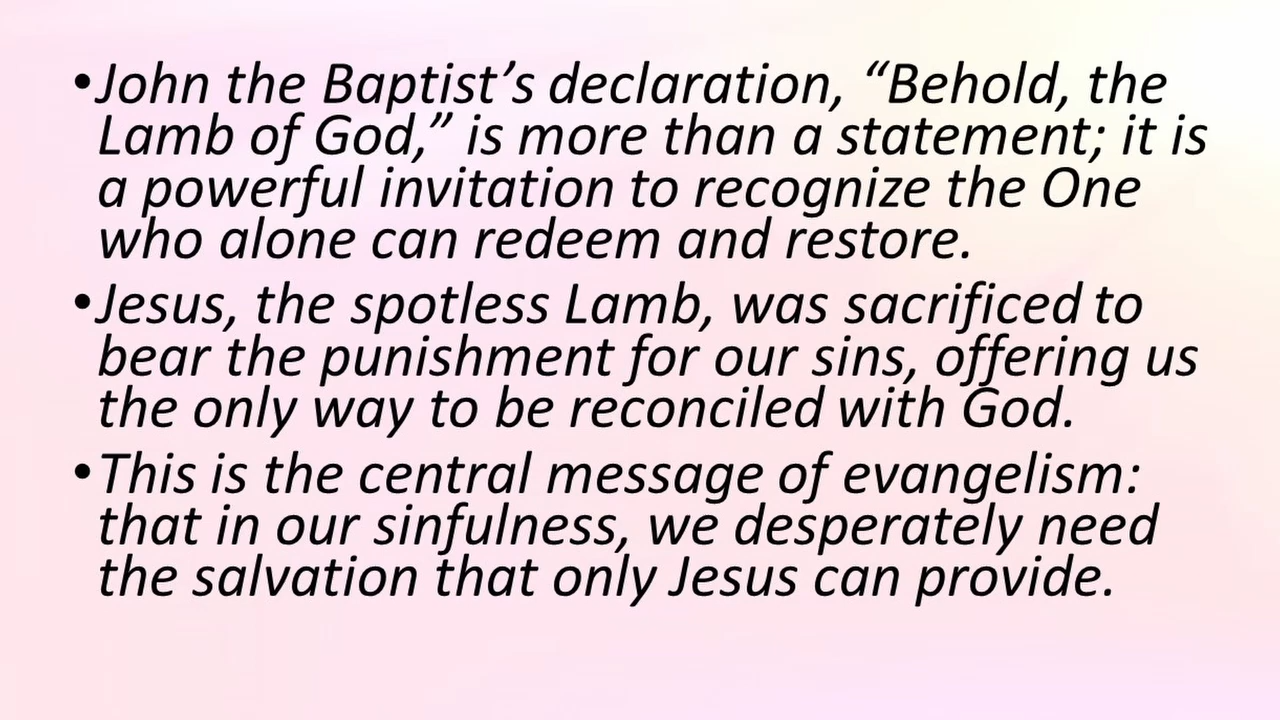 •John the Baptist’s declaration, “Behold, the
Lamb of God,” is more than a statement; it is
a powerful invitation to recognize the One
who alone can redeem and restore.
•Jesus, the spotless Lamb, was sacrificed to
bear the punishment for our sins, offering us
the only way to be reconciled with God.
•This is the central message of evangelism:
that in our sinfulness, we desperately need
the salvation that only Jesus can provide.